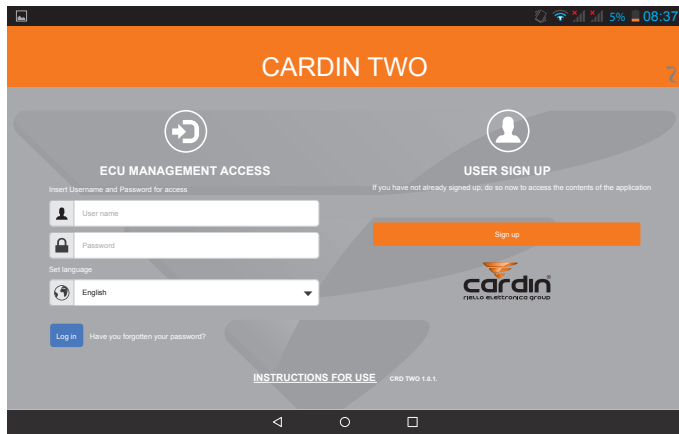 5% 08:37
CARDIN TWO
ECU MANAGEMENT ACCESS
Insert Username and Password for access
User name
Password
Set language
English
Log in Have you forgotten your password?
USER SIGN UP
If you have not already signed up, do so now to access the contents of the application
Sign up
cardin
RIELLO ELETTRONICA GROUP
INSTRUCTIONS FOR USE CRD TWO 1.0.1.